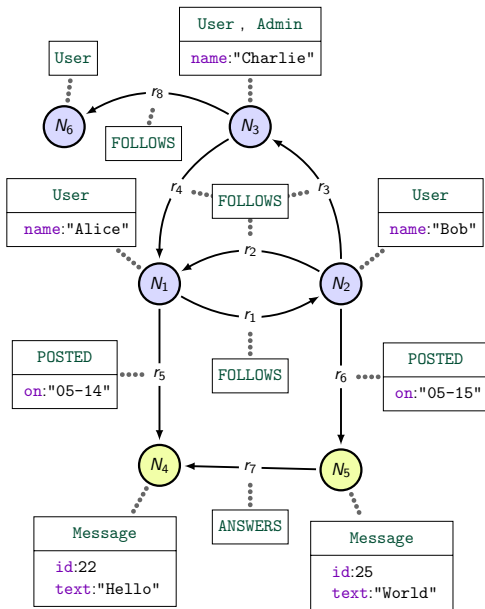 User , Admin
name:"Charlie"
User
r8
N6
N3
FOLLOWS
r4
r3
User
name:"Alice"
FOLLOWS
User
name:"Bob"
r2
N1
N2
r1
POSTED
on:"05-14"
r5
FOLLOWS
r6
POSTED
on:"05-15"
N4
r7
N5
ANSWERS
Message
id:22
text:"Hello"
Message
id:25
text:"World"